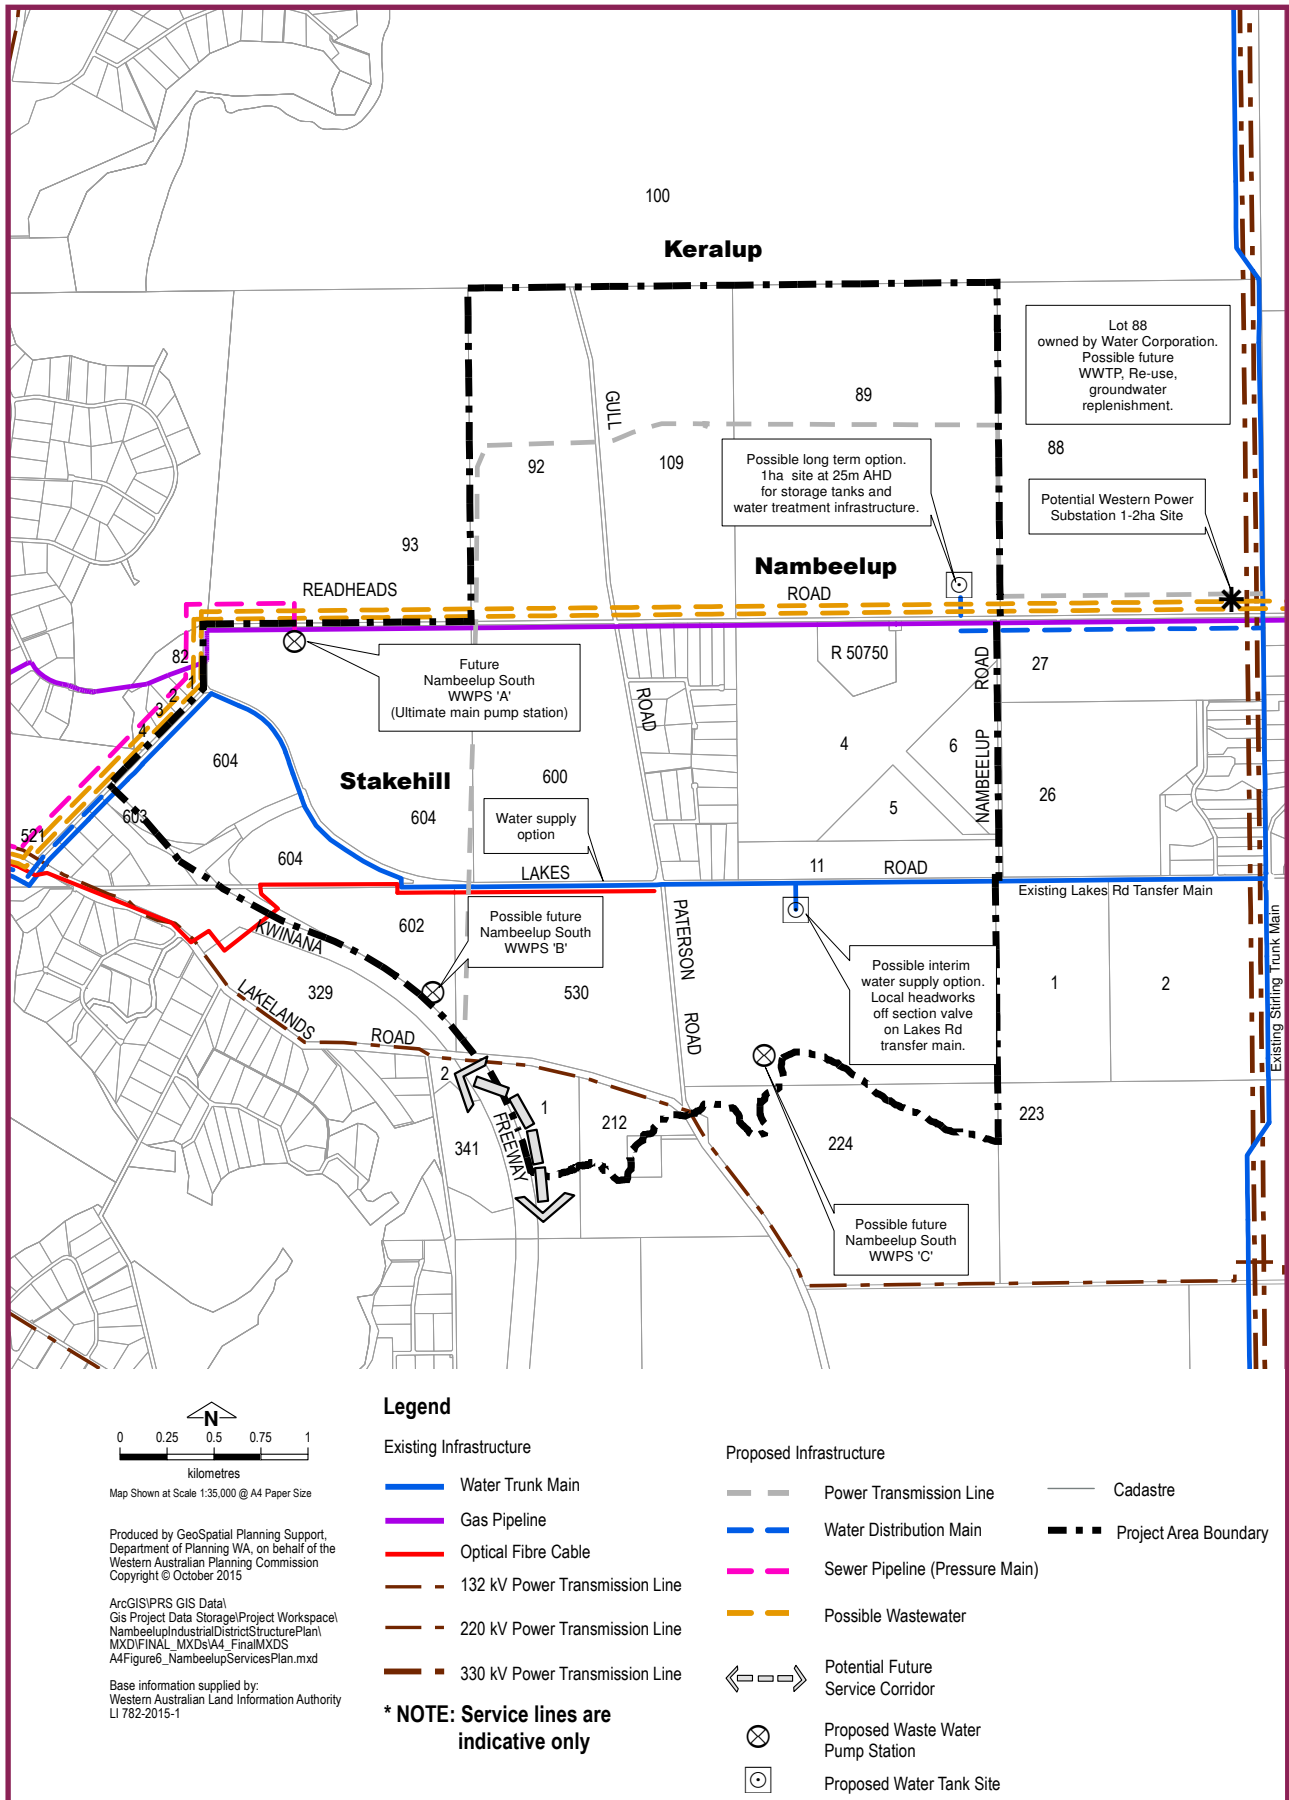 100
Keralup
Lot 88
owned by Water Corporation.
Possible future
WWTP, Re-use,
groundwater
replenishment.
GULL
89
92
109
88
Possible long term option.
1ha site at 25m AHD
for storage tanks and
water treatment infrastructure.
Potential Western Power
Substation 1-2ha Site
93
Nambeelup
READHEADS
ROAD
82
R 50750
27
1
2
3
4
Future
Nambeelup South
WWPS 'A'
(Ultimate main pump station)
ROAD
ROAD
NAMBEELUP
604
Stakehill
600
4
6
26
603
604
5
521
Water supply
option
604
LAKES
11
ROAD
Existing Lakes Rd Tansfer Main
602
Possible future
Nambeelup South
WWPS 'B'
KWINANA
PATERSON
ROAD
Existing Stirling Trunk Main
329
530
Possible interim
water supply option.
Local headworks
off section valve
on Lakes Rd
transfer main.
1
2
LAKELANDS
ROAD
2
1
212
FREEWAY
341
224
223
Possible future
Nambeelup South
WWPS 'C'
N
0 0.25 0.5 0.75 1
kilometres
Map Shown at Scale 1:35,000 @ A4 Paper Size
Produced by GeoSpatial Planning Support,
Department of Planning WA, on behalf of the
Western Australian Planning Commission
Copyright © October 2015
ArcGIS\PRS GIS Data\
Gis Project Data Storage\Project Workspace\
NambeelupIndustrialDistrictStructurePlan\
MXD\FINAL_MXDs\A4_FinalMXDS
A4Figure6_NambeelupServicesPlan.mxd
Base information supplied by:
Western Australian Land Information Authority
LI 782-2015-1
Legend
Existing Infrastructure
Water Trunk Main
Gas Pipeline
Optical Fibre Cable
132 kV Power Transmission Line
220 kV Power Transmission Line
330 kV Power Transmission Line
* NOTE: Service lines are
indicative only
Proposed Infrastructure
Power Transmission Line
Water Distribution Main
Sewer Pipeline (Pressure Main)
Possible Wastewater
Potential Future
Service Corridor
Proposed Waste Water
Pump Station
Proposed Water Tank Site
Cadastre
Project Area Boundary